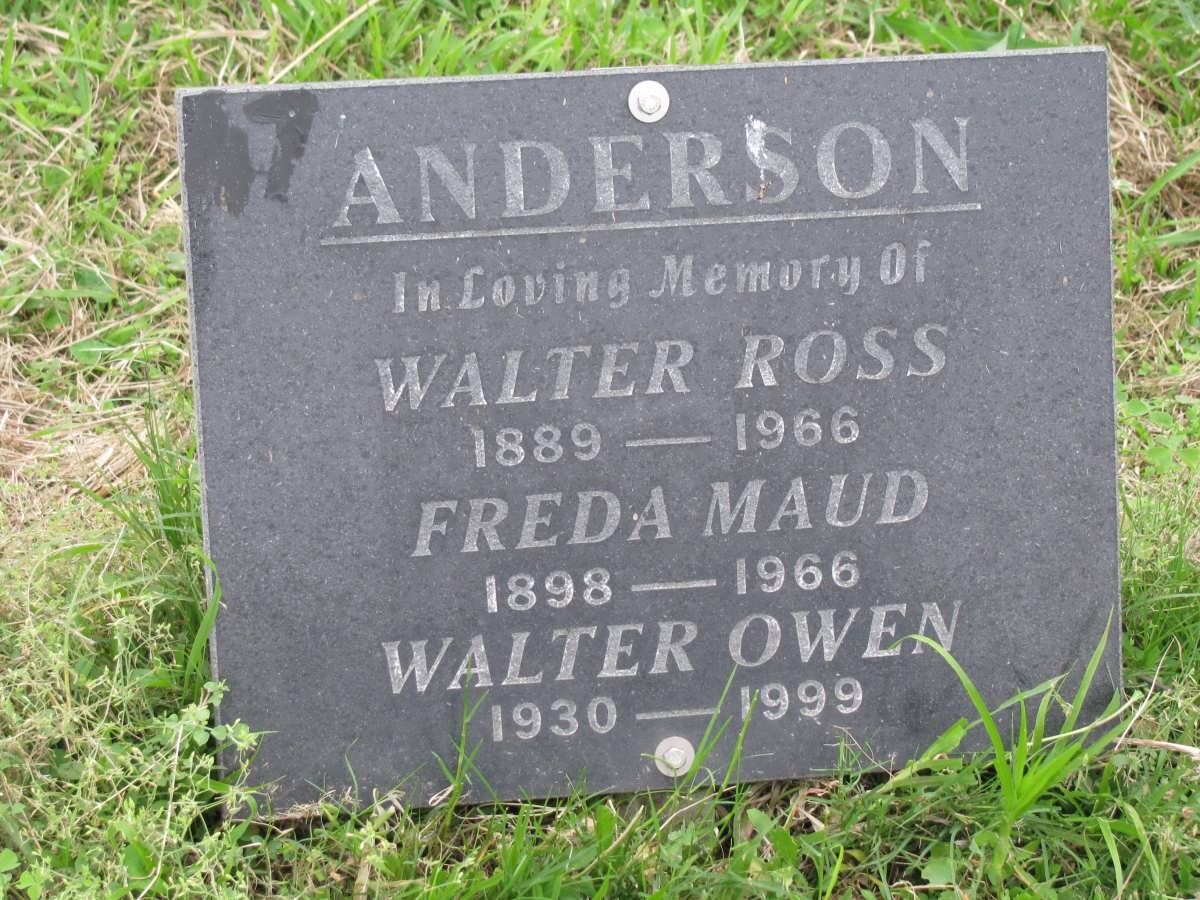 ANDERSON
In Loving Memory Of
WALTER ROSS
1889 — 1966
FREDA MAUD
1898 — 1966
WALTER OWEN
1930 — 1999